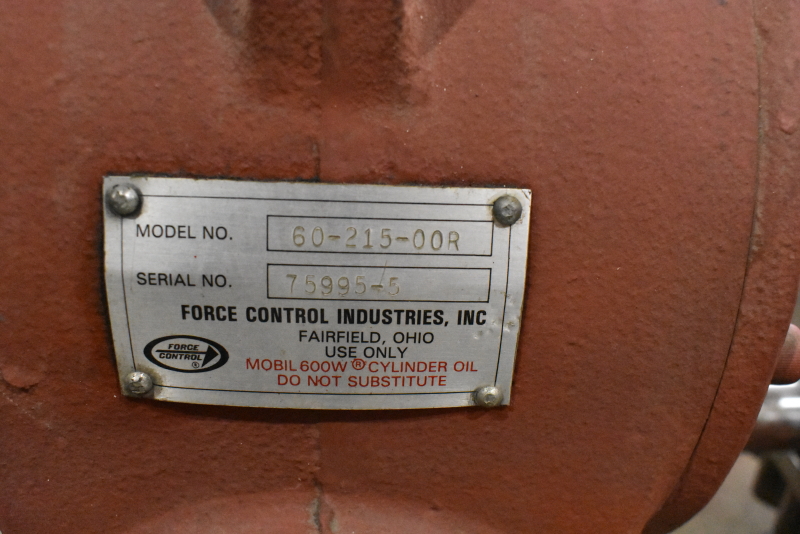 MODEL NO. 60-215-00R
SERIAL NO. 75995-5
FORCE CONTROL INDUSTRIES, INC
FAIRFIELD, OHIO
USE ONLY
MOBIL 600W® CYLINDER OIL
DO NOT SUBSTITUTE
FORCE
CONTROL
®